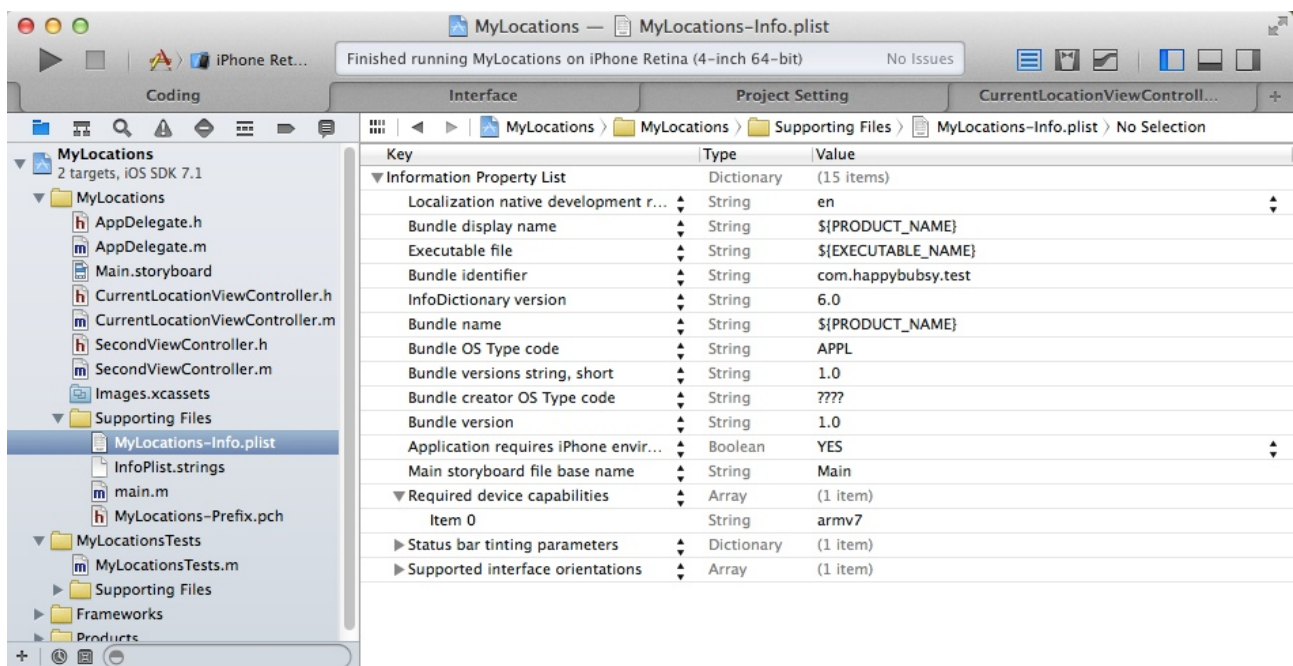 MyLocations — MyLocations-Info.plist
iPhone Ret...
Finished running MyLocations on iPhone Retina (4-inch 64-bit) No Issues
Coding Interface Project Setting CurrentLocationViewControll...
MyLocations MyLocations Supporting Files MyLocations-Info.plist No Selection
MyLocations
2 targets, iOS SDK 7.1
MyLocations
AppDelegate.h
AppDelegate.m
Main.storyboard
CurrentLocationViewController.h
CurrentLocationViewController.m
SecondViewController.h
SecondViewController.m
Images.xcassets
Supporting Files
MyLocations-Info.plist
InfoPlist.strings
main.m
MyLocations-Prefix.pch
MyLocationsTests
MyLocationsTests.m
Supporting Files
Frameworks
Products
Key Type Value
Information Property List Dictionary (15 items)
Localization native development r... String en
Bundle display name String ${PRODUCT_NAME}
Executable file String ${EXECUTABLE_NAME}
Bundle identifier String com.happybubsy.test
InfoDictionary version String 6.0
Bundle name String ${PRODUCT_NAME}
Bundle OS Type code String APPL
Bundle versions string, short String 1.0
Bundle creator OS Type code String ????
Bundle version String 1.0
Application requires iPhone envir... Boolean YES
Main storyboard file base name String Main
Required device capabilities Array (1 item)
Item 0 String armv7
Status bar tinting parameters Dictionary (1 item)
Supported interface orientations Array (1 item)